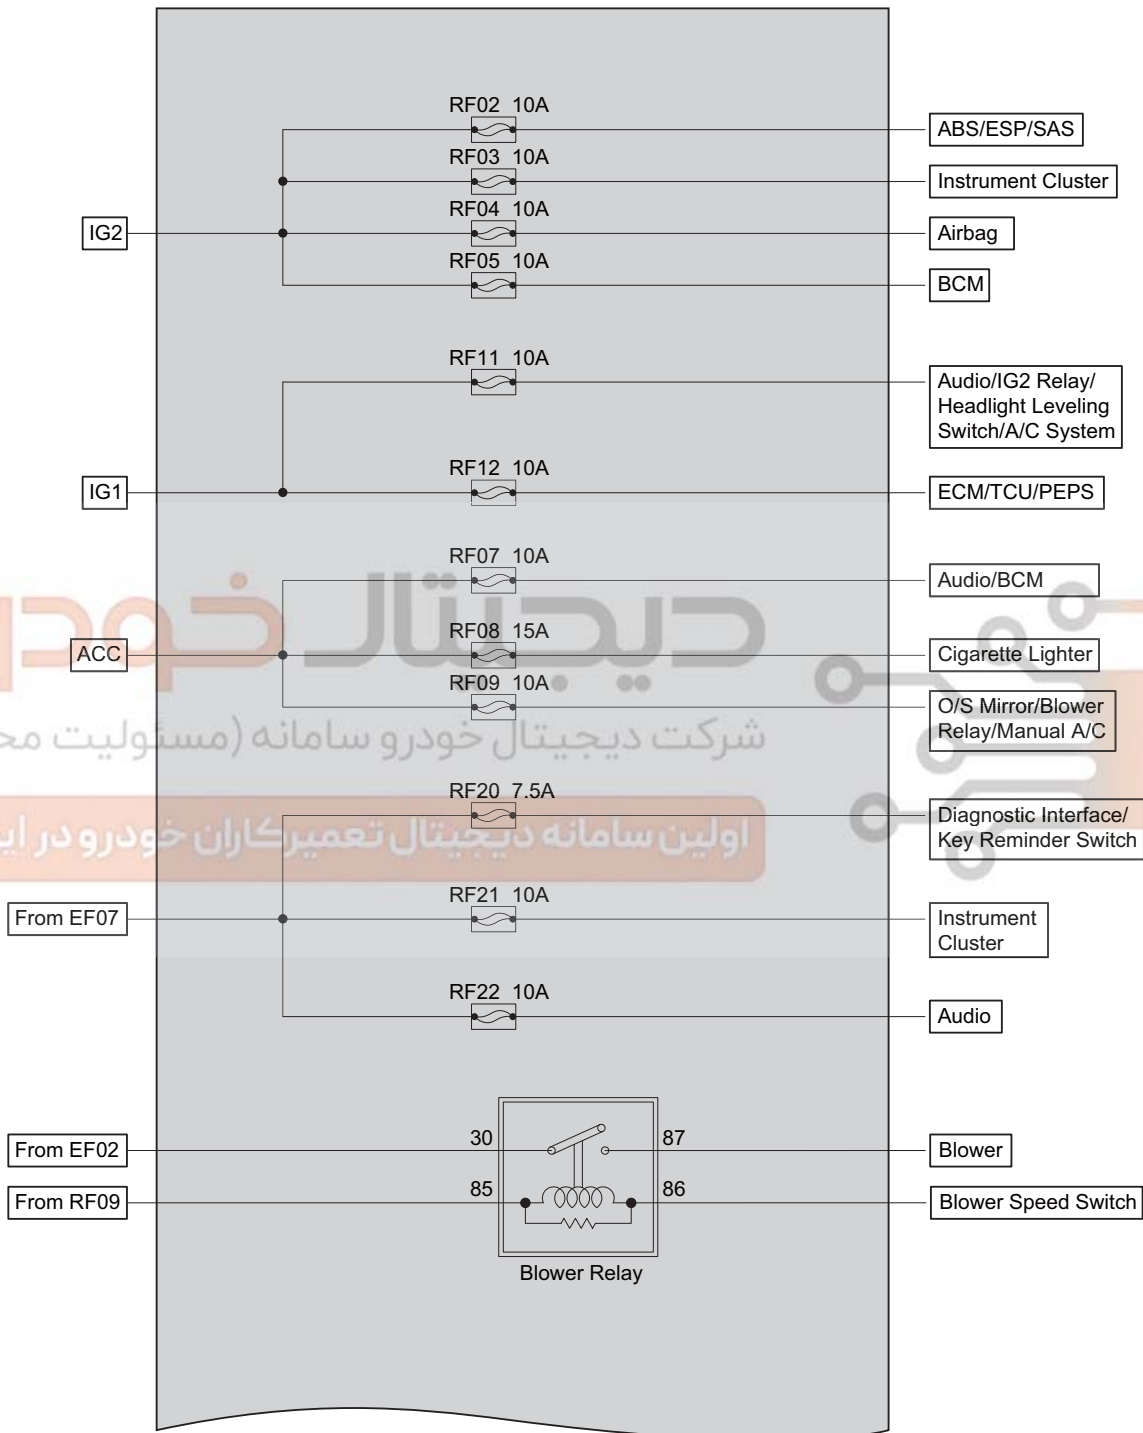 RF02 10A
ABS/ESP/SAS
RF03 10A
Instrument Cluster
IG2
RF04 10A
Airbag
RF05 10A
BCM
RF11 10A
Audio/IG2 Relay/
Headlight Leveling
Switch/A/C System
IG1
RF12 10A
ECM/TCU/PEPS
RF07 10A
Audio/BCM
دیجیتال خودرو
ACC
RF08 15A
Cigarette Lighter
RF09 10A
O/S Mirror/Blower
Relay/Manual A/C
شرکت دیجیتال خودرو سامانه (مسئولیت
RF20 7.5A
Diagnostic Interface/
Key Reminder Switch
اولین سامانه دیجیتال تعمیرکاران خودرو در
From EF07
RF21 10A
Instrument
Cluster
RF22 10A
Audio
From EF02
30
87
Blower
From RF09
85
86
Blower Speed Switch
Blower Relay